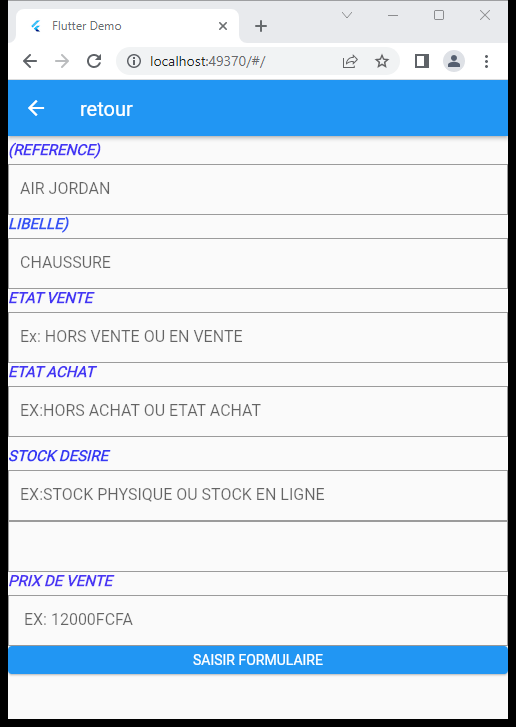 Flutter Demo
localhost:49370/#/
retour
(REFERENCE)
AIR JORDAN
LIBELLE)
CHAUSSURE
ETAT VENTE
Ex: HORS VENTE OU EN VENTE
ETAT ACHAT
EX:HORS ACHAT OU ETAT ACHAT
STOCK DESIRE
EX:STOCK PHYSIQUE OU STOCK EN LIGNE
PRIX DE VENTE
EX: 12000FCFA
SAISIR FORMULAIRE